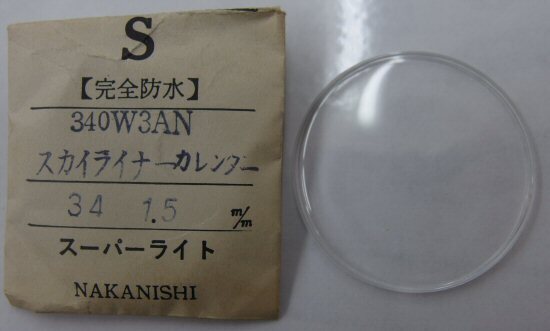 S
【完全防水】
340W3AN
スカイライナーカレンダー
34 1.5 m/m
スーパーライト
NAKANISHI